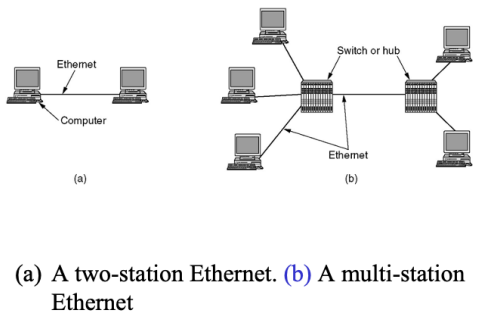 Ethernet
Computer
(a)
Switch or hub
Ethernet
(b)
(a) A two-station Ethernet. (b) A multi-station
Ethernet